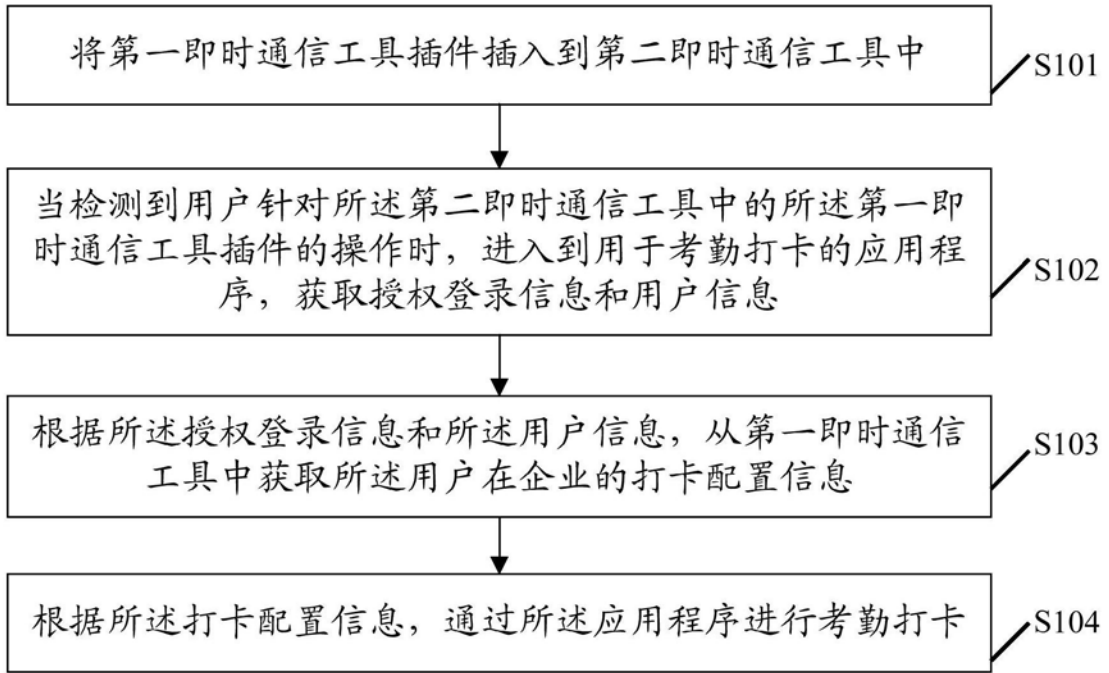 将第一即时通信工具插件插入到第二即时通信工具中
S101
当检测到用户针对所述第二即时通信工具中的所述第一即
时通信工具插件的操作时，进入到用于考勤打卡的应用程
序，获取授权登录信息和用户信息
S102
根据所述授权登录信息和所述用户信息，从第一即时通信
工具中获取所述用户在企业的打卡配置信息
S103
根据所述打卡配置信息，通过所述应用程序进行考勤打卡
S104